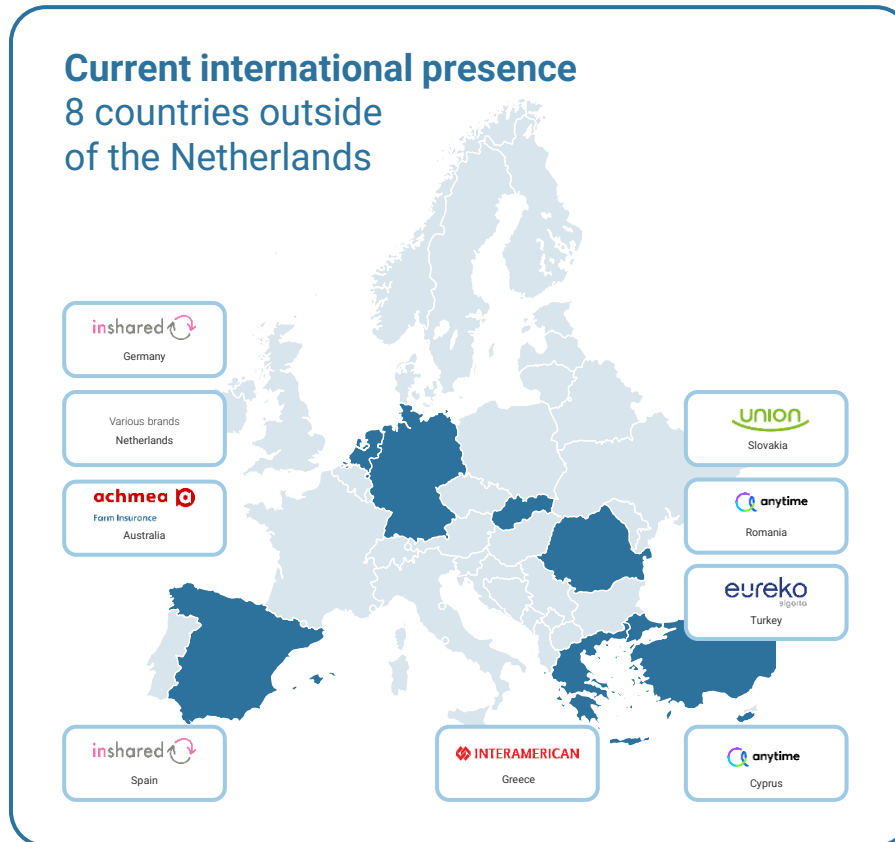 Current international presence
8 countries outside
of the Netherlands
inshared
Germany
Various brands
Netherlands
achmea
Farm Insurance
Australia
union
Slovakia
anytime
Romania
eureko
sigorta
Turkey
inshared
Spain
INTERAMERICAN
Greece
anytime
Cyprus